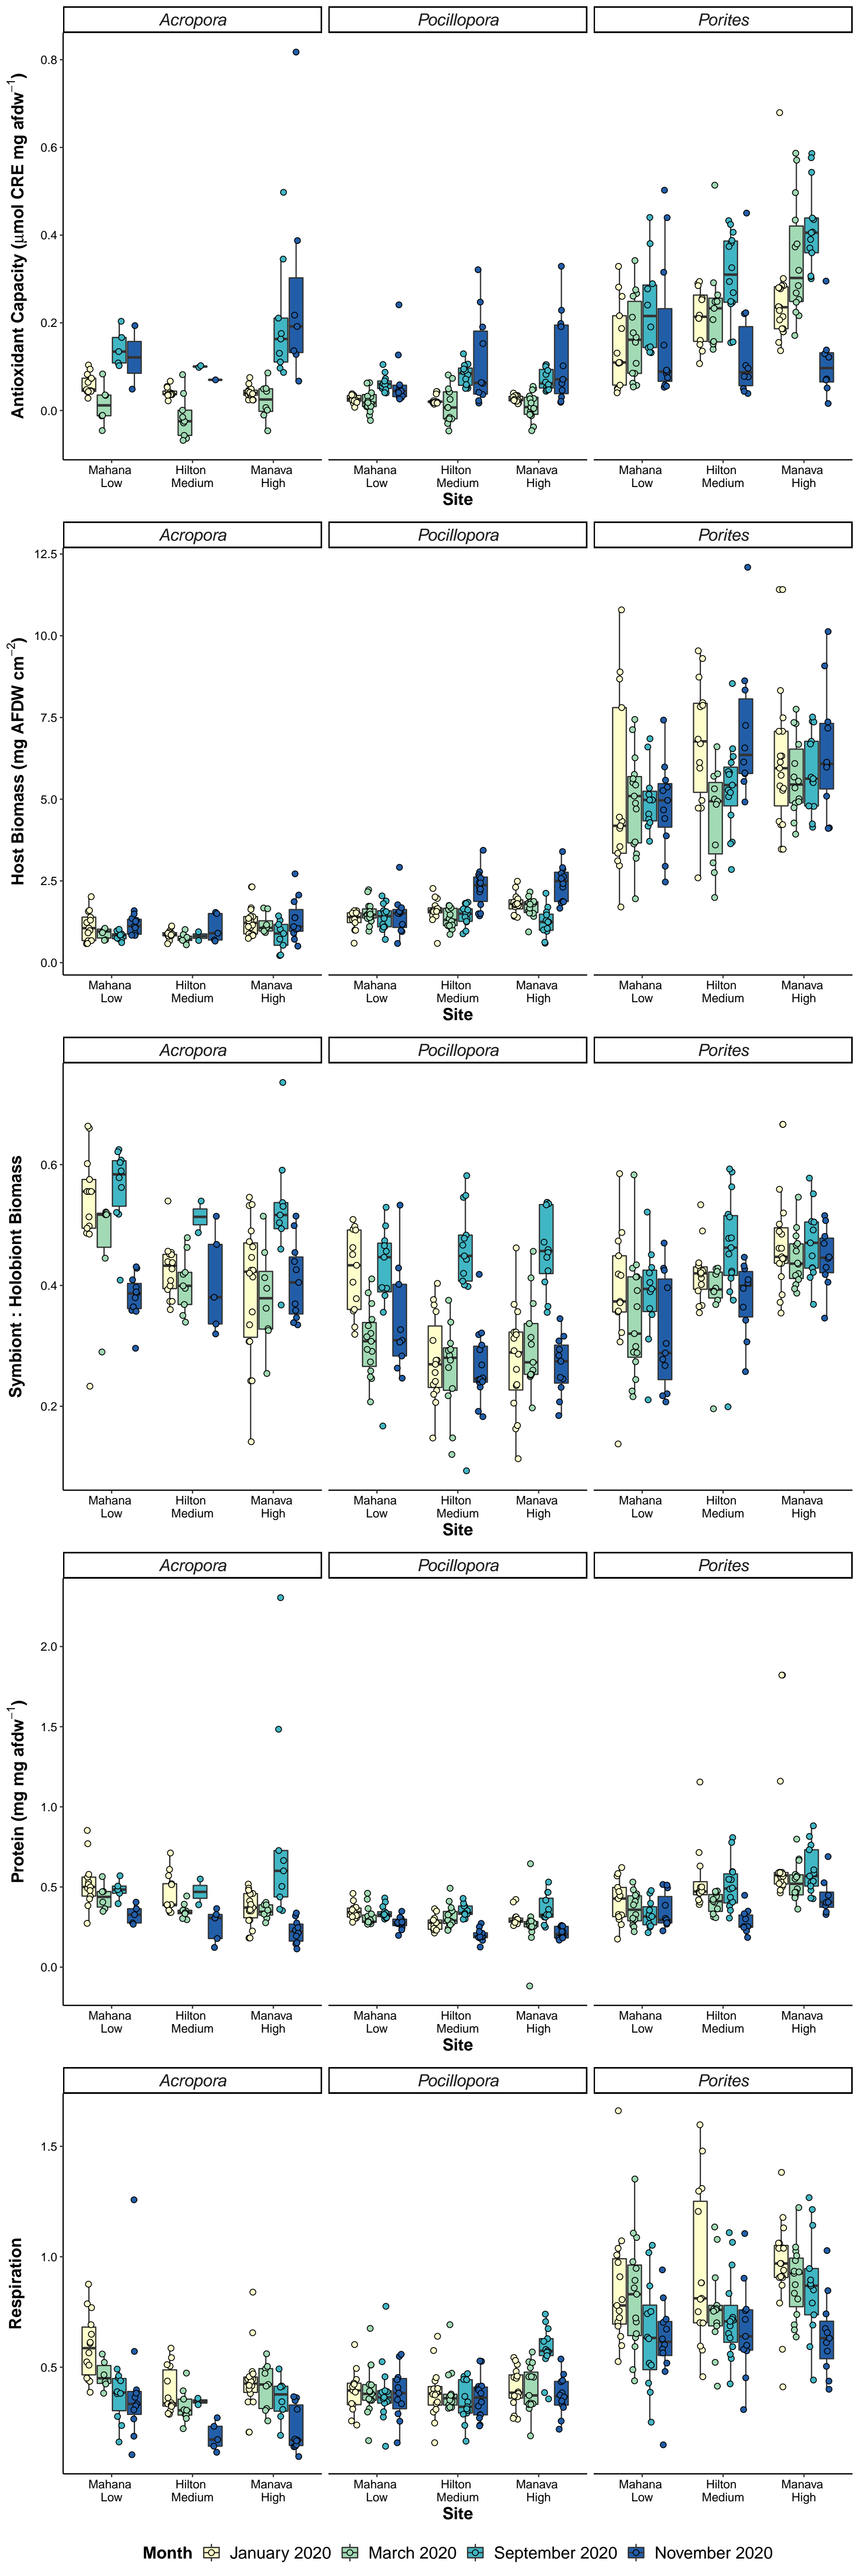 Acropora Pocillopora Porites
Antioxidant Capacity (μmol CRE mg afdw⁻¹)
0.8
0.6
0.4
0.2
0.0
Mahana Hilton Manava Mahana Hilton Manava Mahana Hilton Manava
Low Medium High Low Medium High Low Medium High
Site
Acropora Pocillopora Porites
Host Biomass (mg AFDW cm⁻²)
12.5
10.0
7.5
5.0
2.5
0.0
Mahana Hilton Manava Mahana Hilton Manava Mahana Hilton Manava
Low Medium High Low Medium High Low Medium High
Site
Acropora Pocillopora Porites
Symbiont : Holobiont Biomass
0.6
0.4
0.2
Mahana Hilton Manava Mahana Hilton Manava Mahana Hilton Manava
Low Medium High Low Medium High Low Medium High
Site
Acropora Pocillopora Porites
Protein (mg mg afdw⁻¹)
2.0
1.5
1.0
0.5
0.0
Mahana Hilton Manava Mahana Hilton Manava Mahana Hilton Manava
Low Medium High Low Medium High Low Medium High
Site
Acropora Pocillopora Porites
Respiration
1.5
1.0
0.5
Mahana Hilton Manava Mahana Hilton Manava Mahana Hilton Manava
Low Medium High Low Medium High Low Medium High
Site
Month January 2020 March 2020 September 2020 November 2020